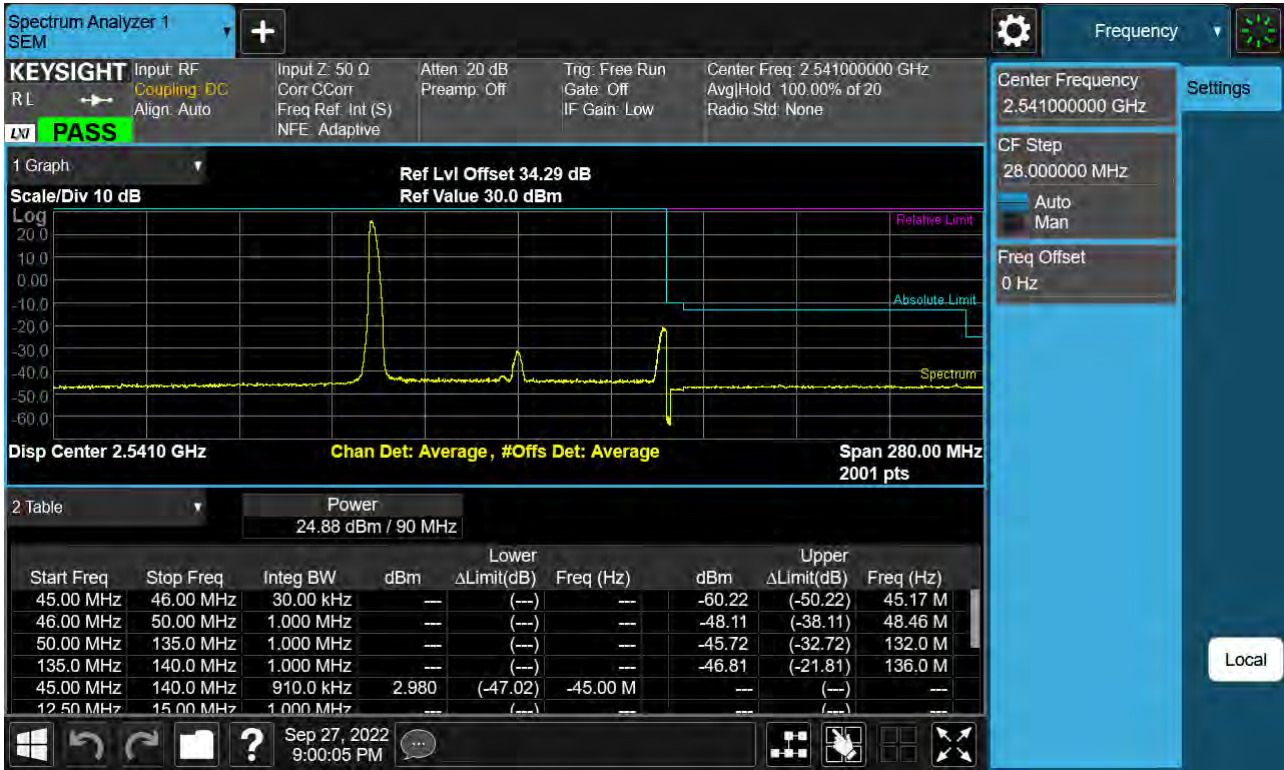 Spectrum Analyzer 1
SEM
Frequency
KEYSIGHT
RL
LXI
PASS
Input: RF
Coupling: DC
Align: Auto
Input Z: 50 Ω
Corr CCorr
Freq Ref: Int (S)
NFE: Adaptive
Atten: 20 dB
Preamp: Off
Trig: Free Run
Gate: Off
IF Gain: Low
Center Freq: 2.541000000 GHz
Avg|Hold: 100.00% of 20
Radio Std: None
Center Frequency
2.541000000 GHz
Settings
CF Step
28.000000 MHz
Auto
Man
Freq Offset
0 Hz
Local
1 Graph
Scale/Div 10 dB
Ref Lvl Offset 34.29 dB
Ref Value 30.0 dBm
Log
20.0
10.0
0.00
-10.0
-20.0
-30.0
-40.0
-50.0
-60.0
Relative Limit
Absolute Limit
Spectrum
Disp Center 2.5410 GHz Chan Det: Average, #Offs Det: Average Span 280.00 MHz
2001 pts
2 Table
Power
24.88 dBm / 90 MHz
Lower Upper
Start Freq Stop Freq Integ BW dBm ΔLimit(dB) Freq (Hz) dBm ΔLimit(dB) Freq (Hz)
45.00 MHz 46.00 MHz 30.00 kHz --- (---) --- -60.22 (-50.22) 45.17 M
46.00 MHz 50.00 MHz 1.000 MHz --- (---) --- -48.11 (-38.11) 48.46 M
50.00 MHz 135.0 MHz 1.000 MHz --- (---) --- -45.72 (-32.72) 132.0 M
135.0 MHz 140.0 MHz 1.000 MHz --- (---) --- -46.81 (-21.81) 136.0 M
45.00 MHz 140.0 MHz 910.0 kHz 2.980 (-47.02) -45.00 M --- (---) ---
12.50 MHz 15.00 MHz 1.000 MHz --- (---) --- --- (---) ---
?
Sep 27, 2022
9:00:05 PM